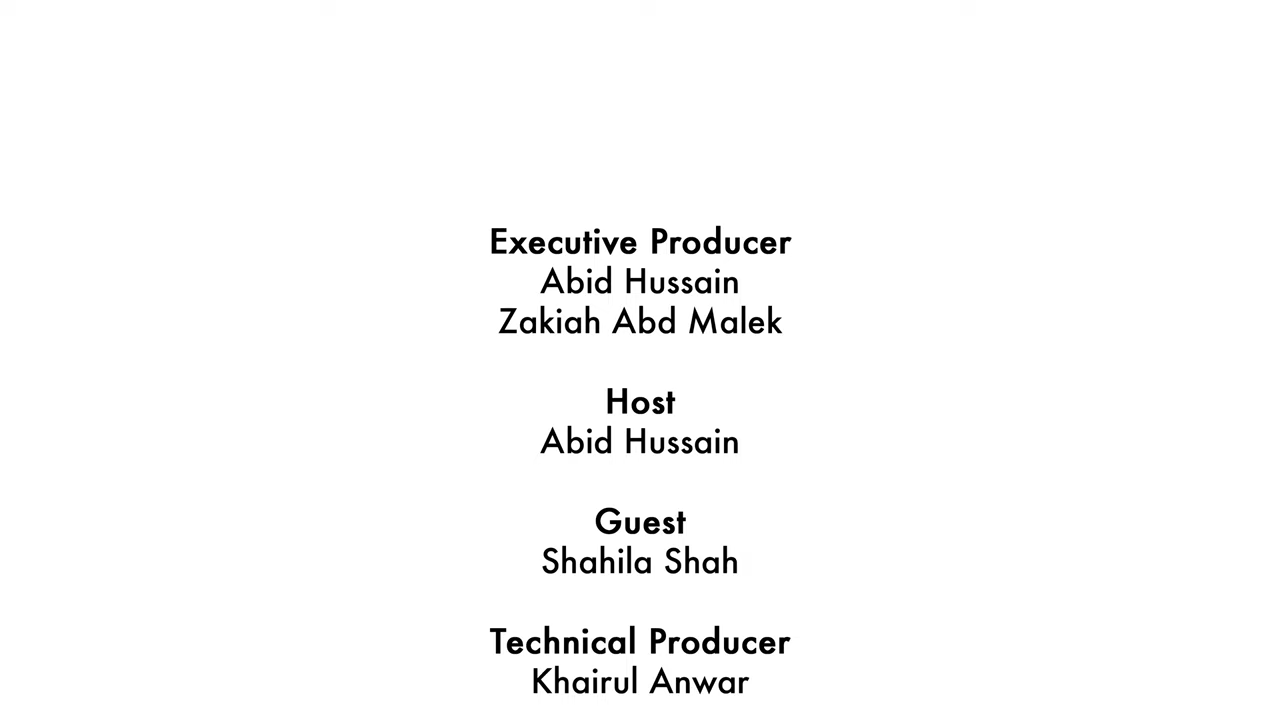 Executive Producer
Abid Hussain
Zakiah Abd Malek
Host
Abid Hussain
Guest
Shahila Shah
Technical Producer
Khairul Anwar